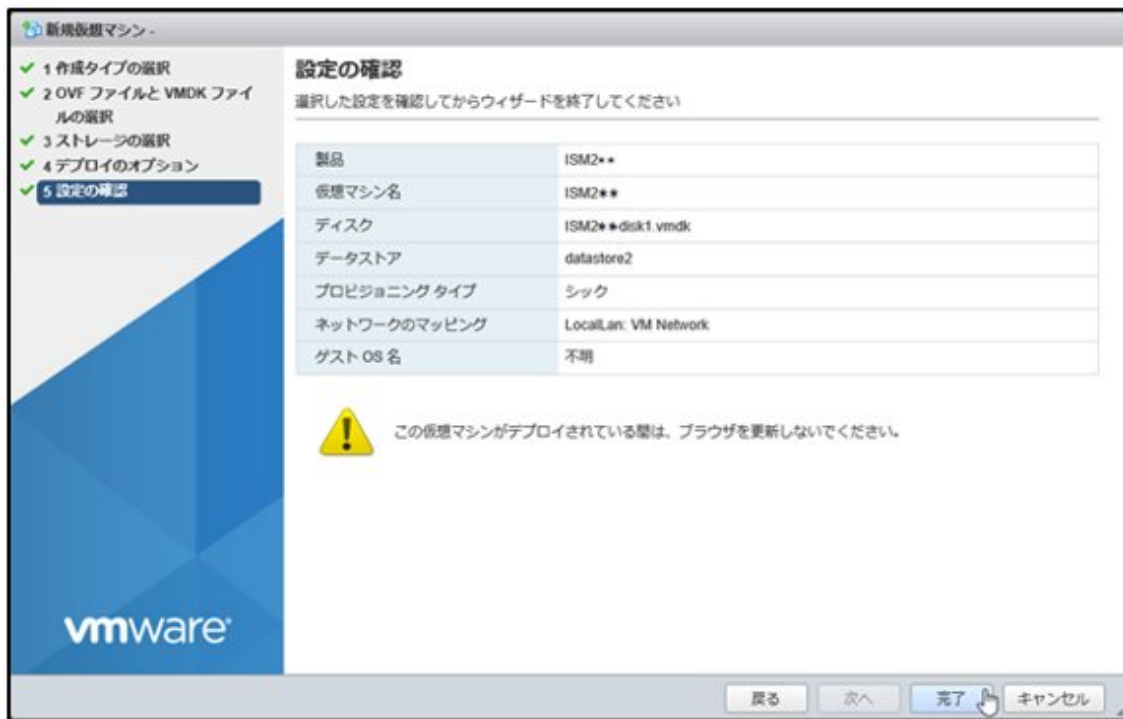 新規仮想マシン -
1 作成タイプの選択
2 OVF ファイルと VMDK ファイ
ルの選択
3 ストレージの選択
4 デプロイのオプション
5 設定の確認
設定の確認
選択した設定を確認してからウィザードを終了してください
製品 ISM2**
仮想マシン名 ISM2**
ディスク ISM2**disk1.vmdk
データストア datastore2
プロビジョニング タイプ シック
ネットワークのマッピング LocalLan: VM Network
ゲスト OS 名 不明
この仮想マシンがデプロイされている間は、ブラウザを更新しないでください。
vmware
戻る 次へ 完了 キャンセル